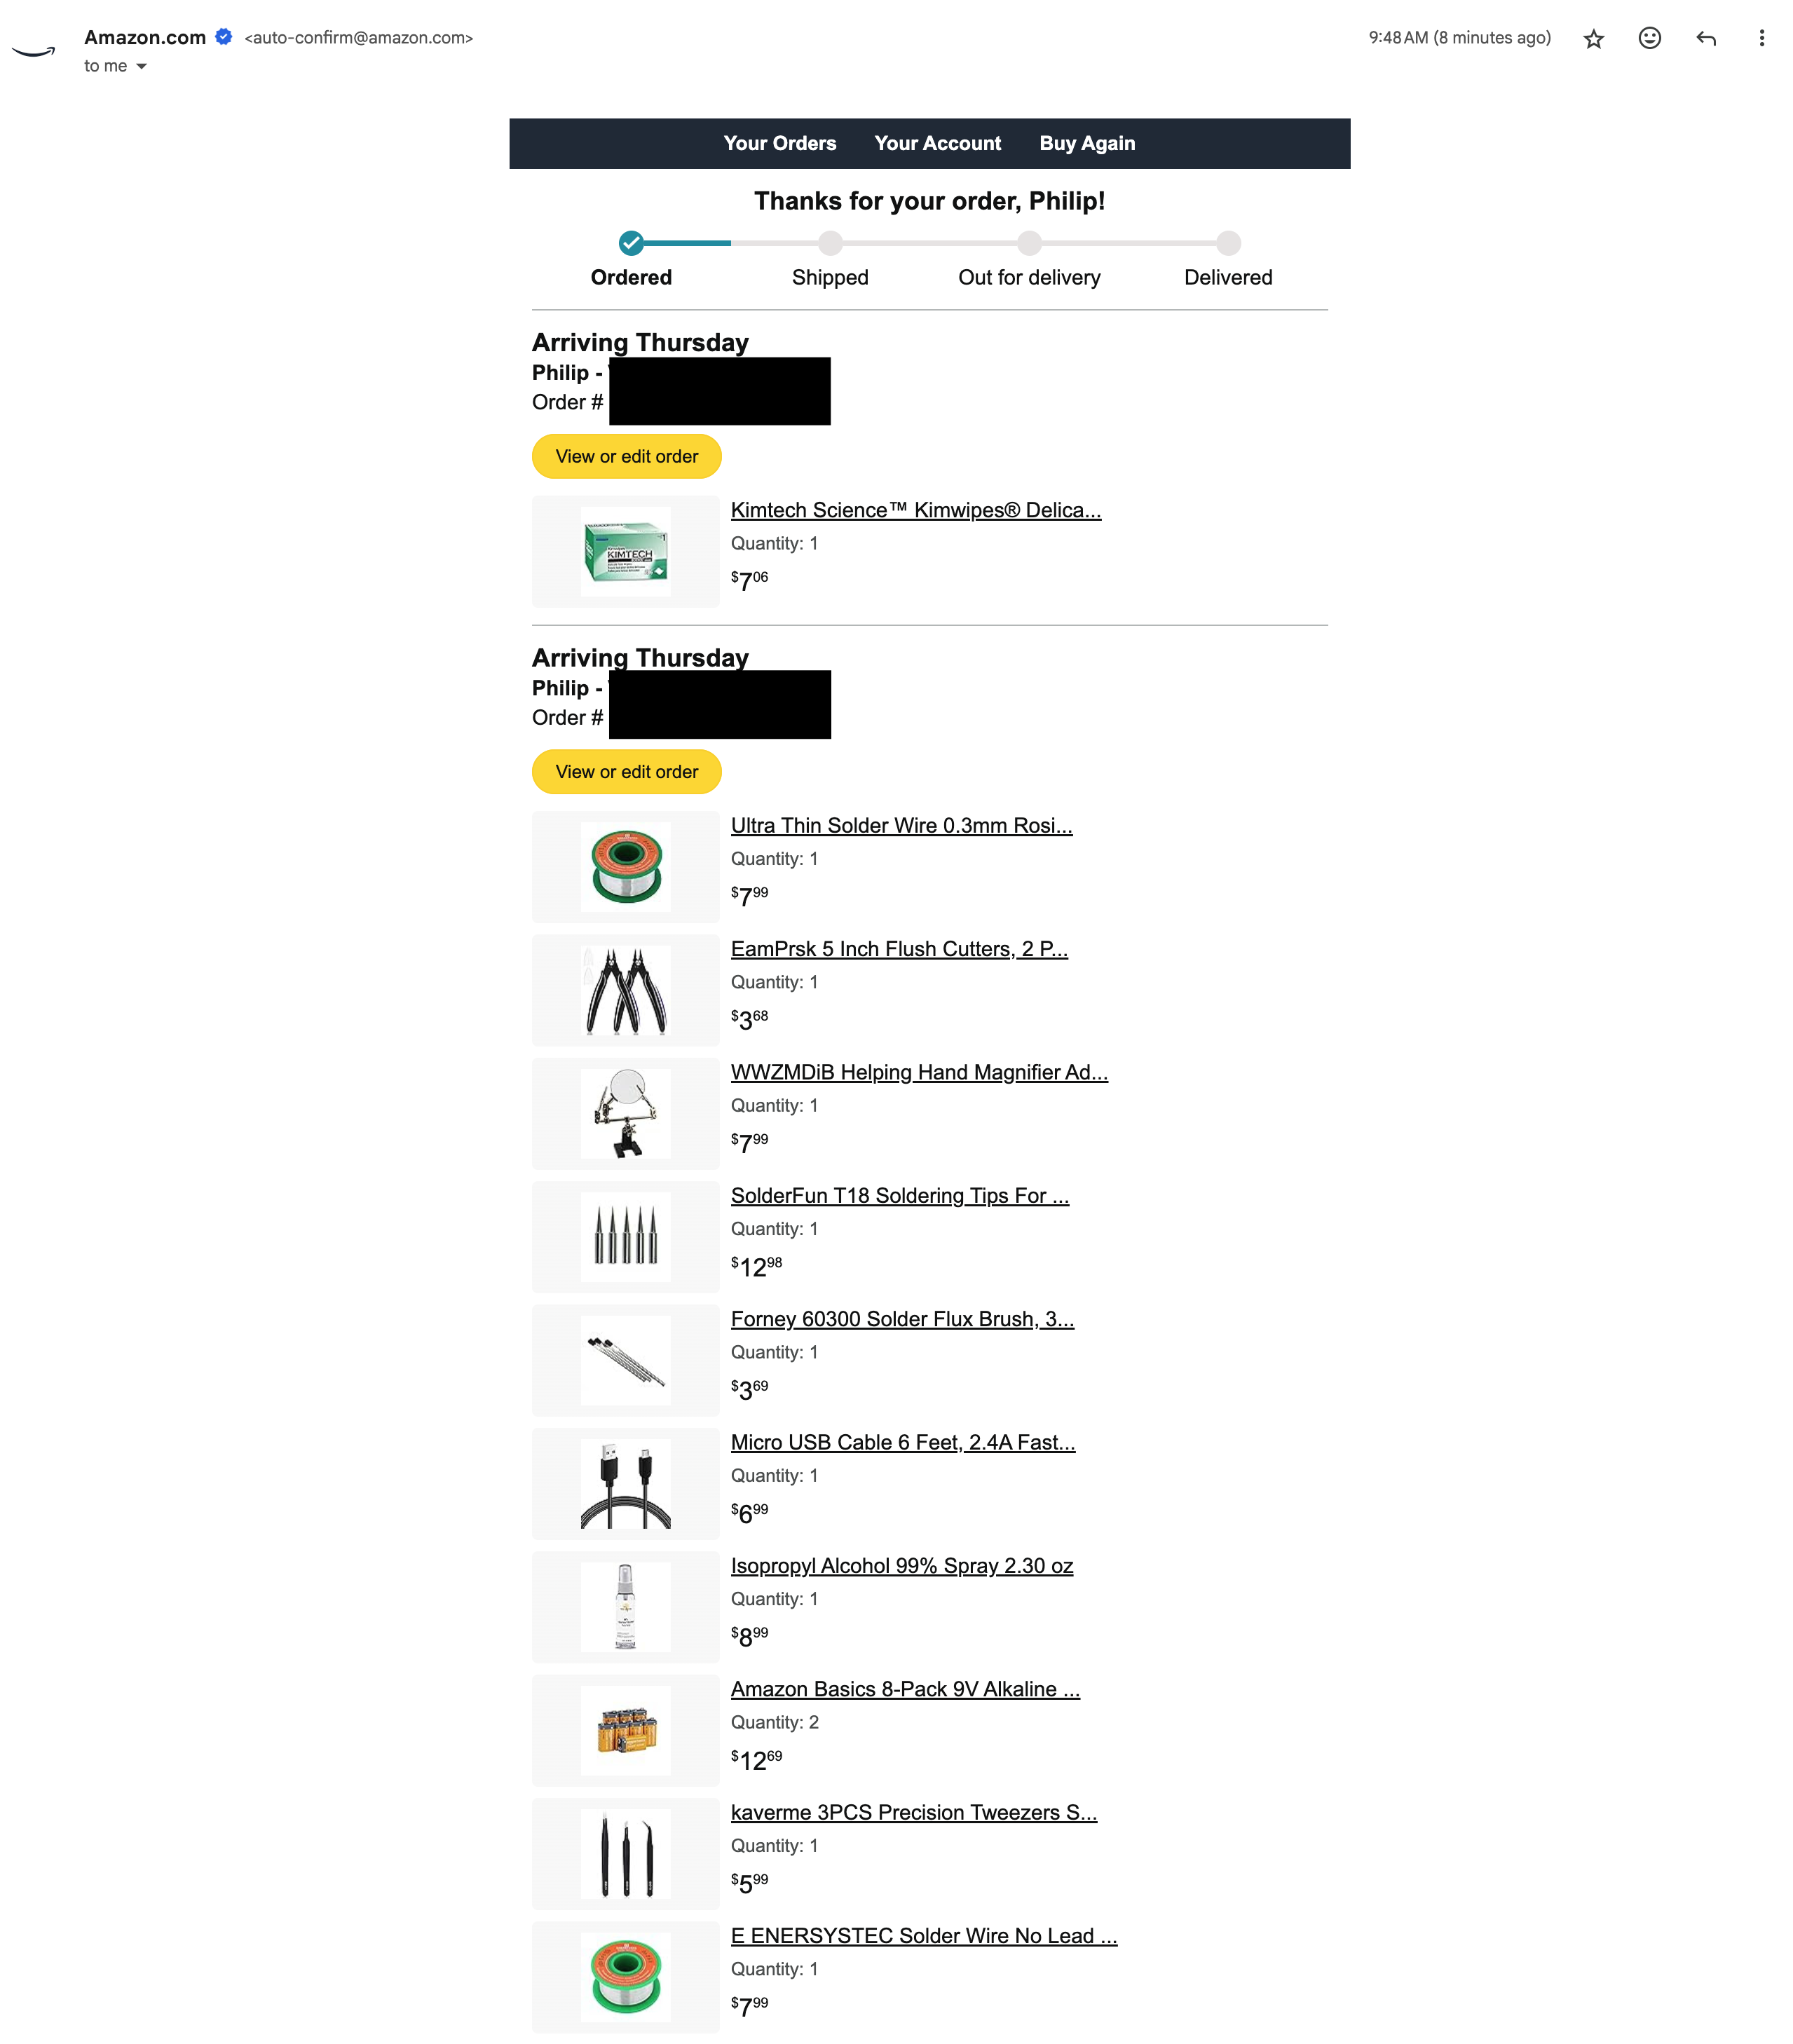 Amazon.com <auto-confirm@amazon.com> 9:48 AM (8 minutes ago)
to me
Your Orders Your Account Buy Again
Thanks for your order, Philip!
Ordered Shipped Out for delivery Delivered
Arriving Thursday
Philip -
Order #
View or edit order
KIMTECH
Kimtech Science™ Kimwipes® Delica...
Quantity: 1
$706
Arriving Thursday
Philip -
Order #
View or edit order
Ultra Thin Solder Wire 0.3mm Rosi...
Quantity: 1
$7.99
EamPrsk 5 Inch Flush Cutters, 2 P...
Quantity: 1
$3.68
WWZMDiB Helping Hand Magnifier Ad...
Quantity: 1
$7.99
SolderFun T18 Soldering Tips For ...
Quantity: 1
$12.98
Forney 60300 Solder Flux Brush, 3...
Quantity: 1
$3.69
Micro USB Cable 6 Feet, 2.4A Fast...
Quantity: 1
$6.99
Isopropyl Alcohol 99% Spray 2.30 oz
Quantity: 1
$8.99
Amazon Basics 8-Pack 9V Alkaline ...
Quantity: 2
$12.69
kaverme 3PCS Precision Tweezers S...
Quantity: 1
$5.99
E ENERSYSTEC Solder Wire No Lead ...
Quantity: 1
$7.99